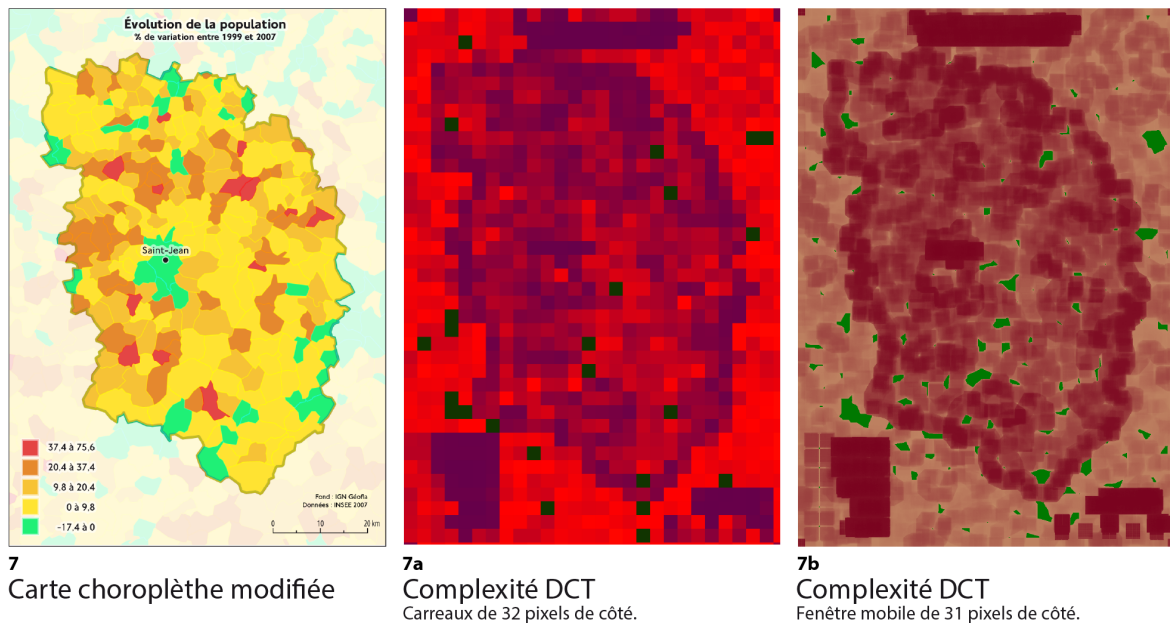 Évolution de la population
% de variation entre 1999 et 2007
Saint-Jean
37.4 à 75.6
20.4 à 37.4
9.8 à 20.4
0 à 9.8
-17.4 à 0
Fond : IGN Géofla
Données : INSEE 2007
0 10 20 km
7
Carte choroplèthe modifiée
7a
Complexité DCT
Carreaux de 32 pixels de côté.
7b
Complexité DCT
Fenêtre mobile de 31 pixels de côté.